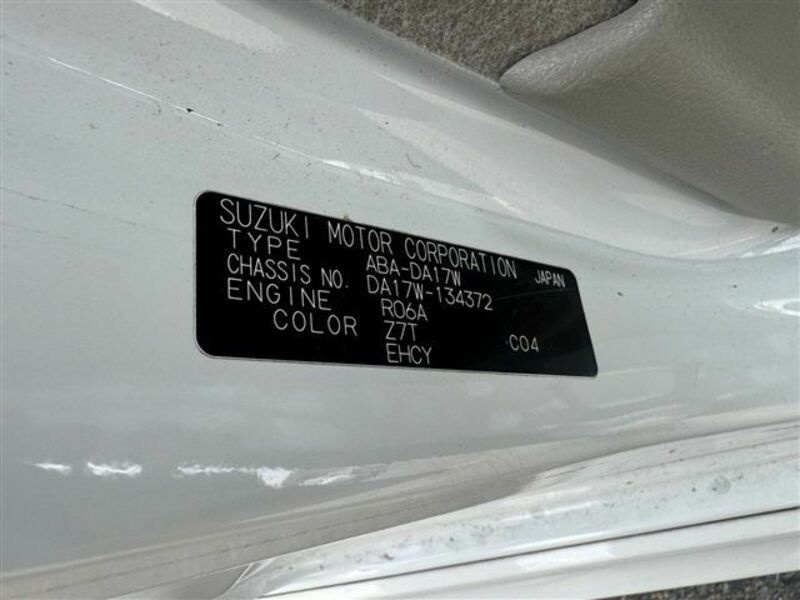 SUZUKI MOTOR CORPORATION JAPAN
TYPE ABA-DA17W
CHASSIS NO. DA17W-134372
ENGINE R06A
COLOR Z7T
EHCY C04